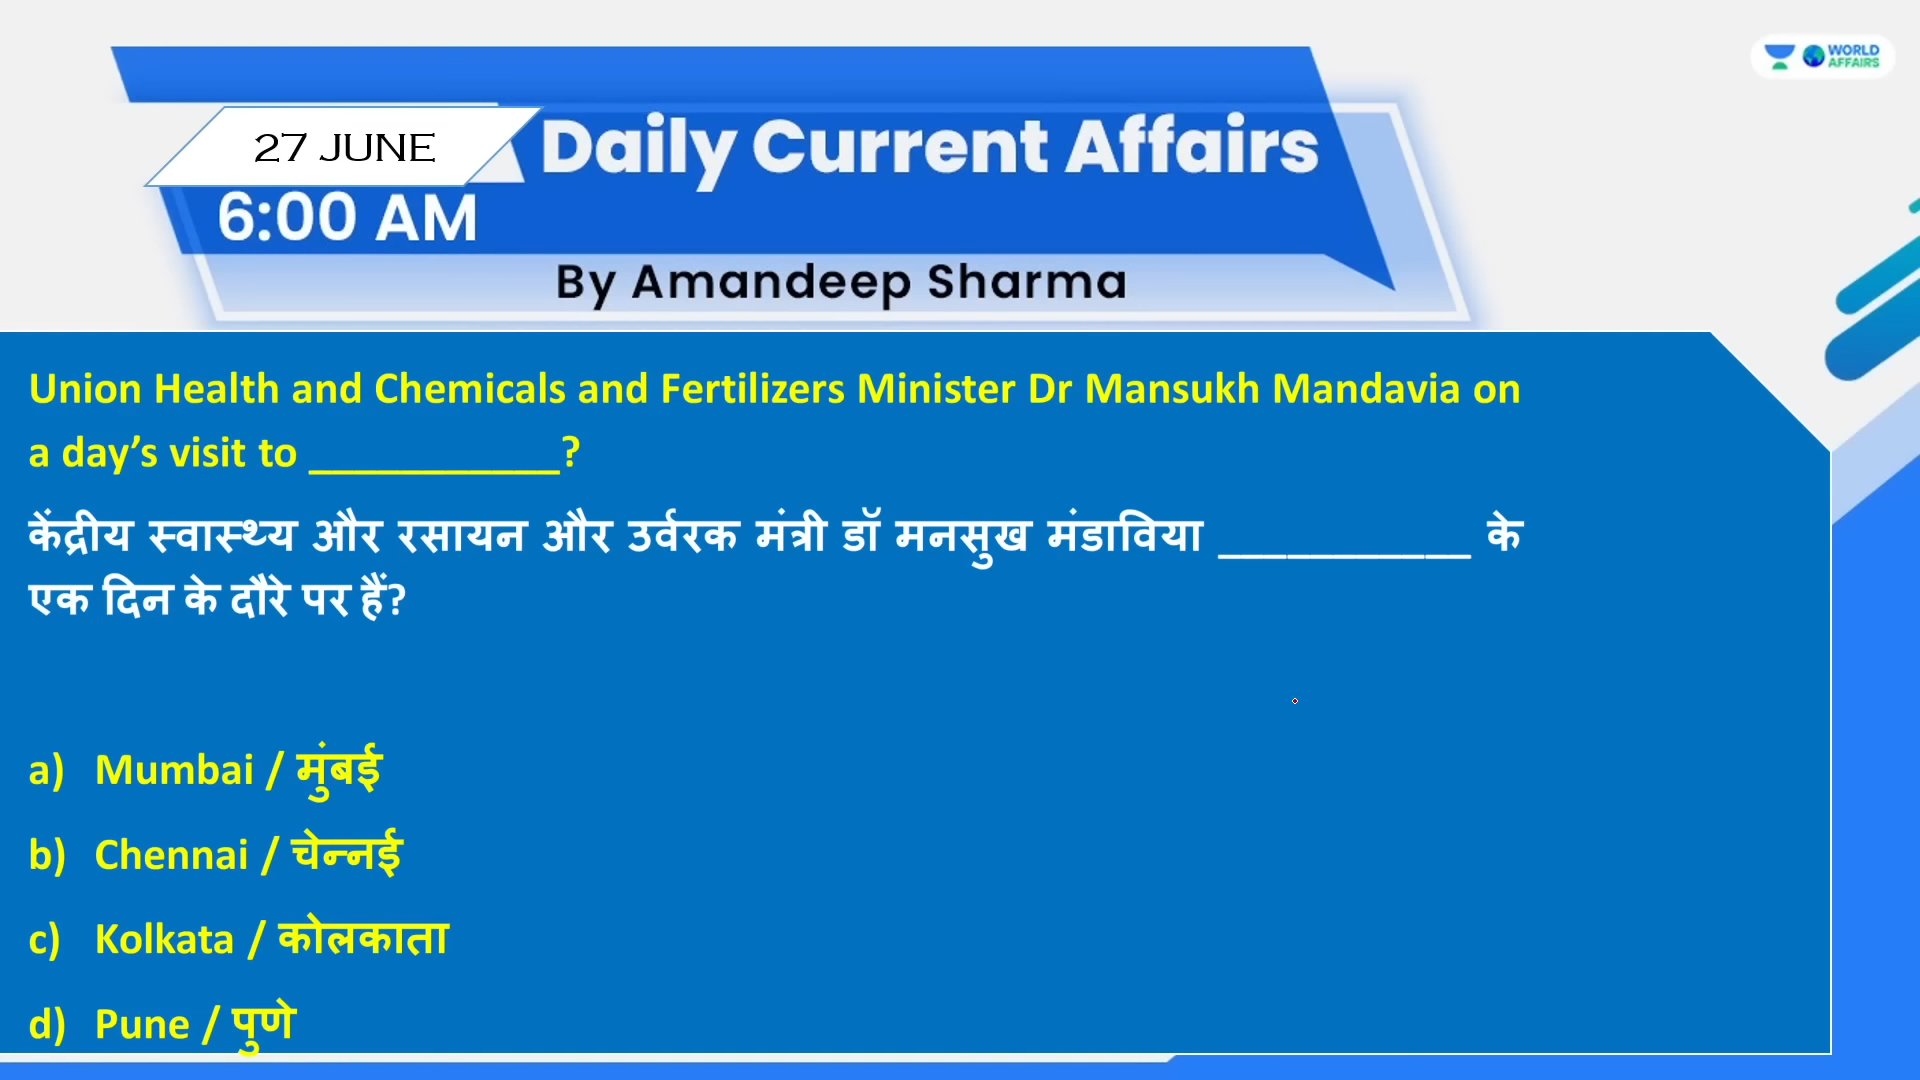 WORLD
AFFAIRS
27 JUNE
Daily Current Affairs
6:00 AM
By Amandeep Sharma
Union Health and Chemicals and Fertilizers Minister Dr Mansukh Mandavia on
a day’s visit to ___________?
केंद्रीय स्वास्थ्य और रसायन और उर्वरक मंत्री डॉ मनसुख मंडाविया ___________ के
एक दिन के दौरे पर हैं?
a) Mumbai / मुंबई
b) Chennai / चेन्नई
c) Kolkata / कोलकाता
d) Pune / पुणे